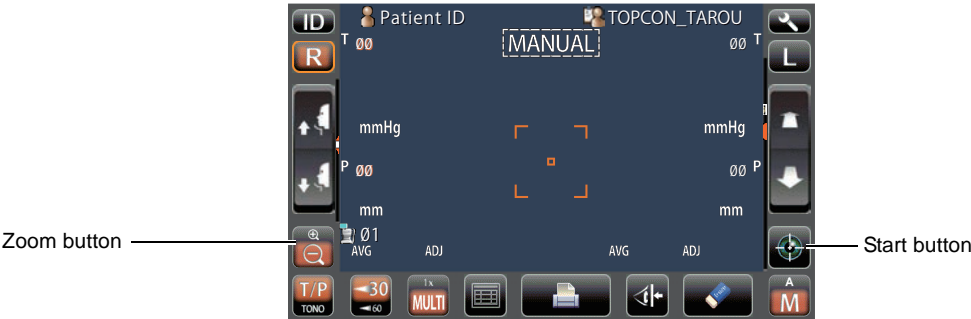 ID Patient ID TOPCON_TAROU
R T 00 MANUAL 00 T L
mmHg mmHg
P 00 00 P
mm mm
Zoom button 01 Start button
AVG ADJ AVG ADJ
T/P 30 1x MULTI A M
TONO 60